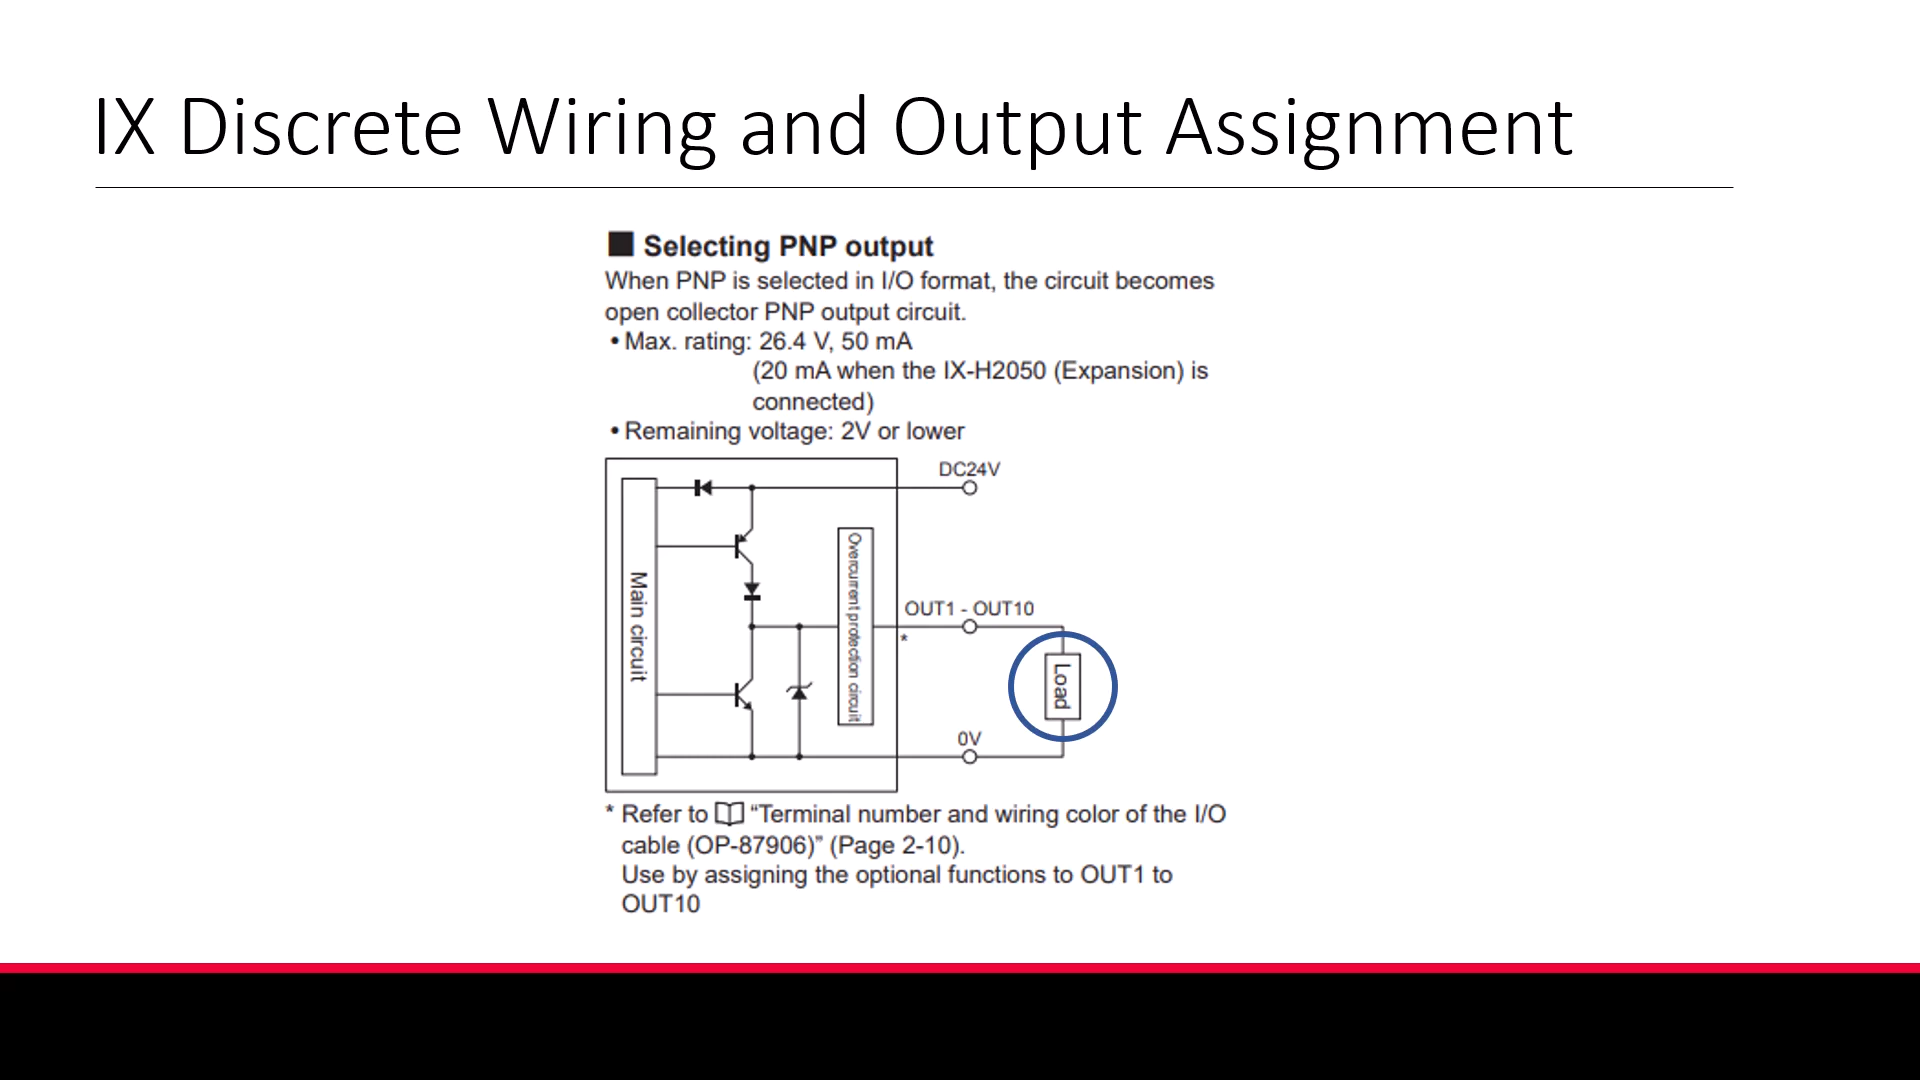 IX Discrete Wiring and Output Assignment
■ Selecting PNP output
When PNP is selected in I/O format, the circuit becomes
open collector PNP output circuit.
• Max. rating: 26.4 V, 50 mA
(20 mA when the IX-H2050 (Expansion) is
connected)
• Remaining voltage: 2V or lower
DC24V
Main circuit
Overcurrent protection circuit
OUT1 - OUT10
*
Load
0V
* Refer to “Terminal number and wiring color of the I/O
cable (OP-87906)” (Page 2-10).
Use by assigning the optional functions to OUT1 to
OUT10